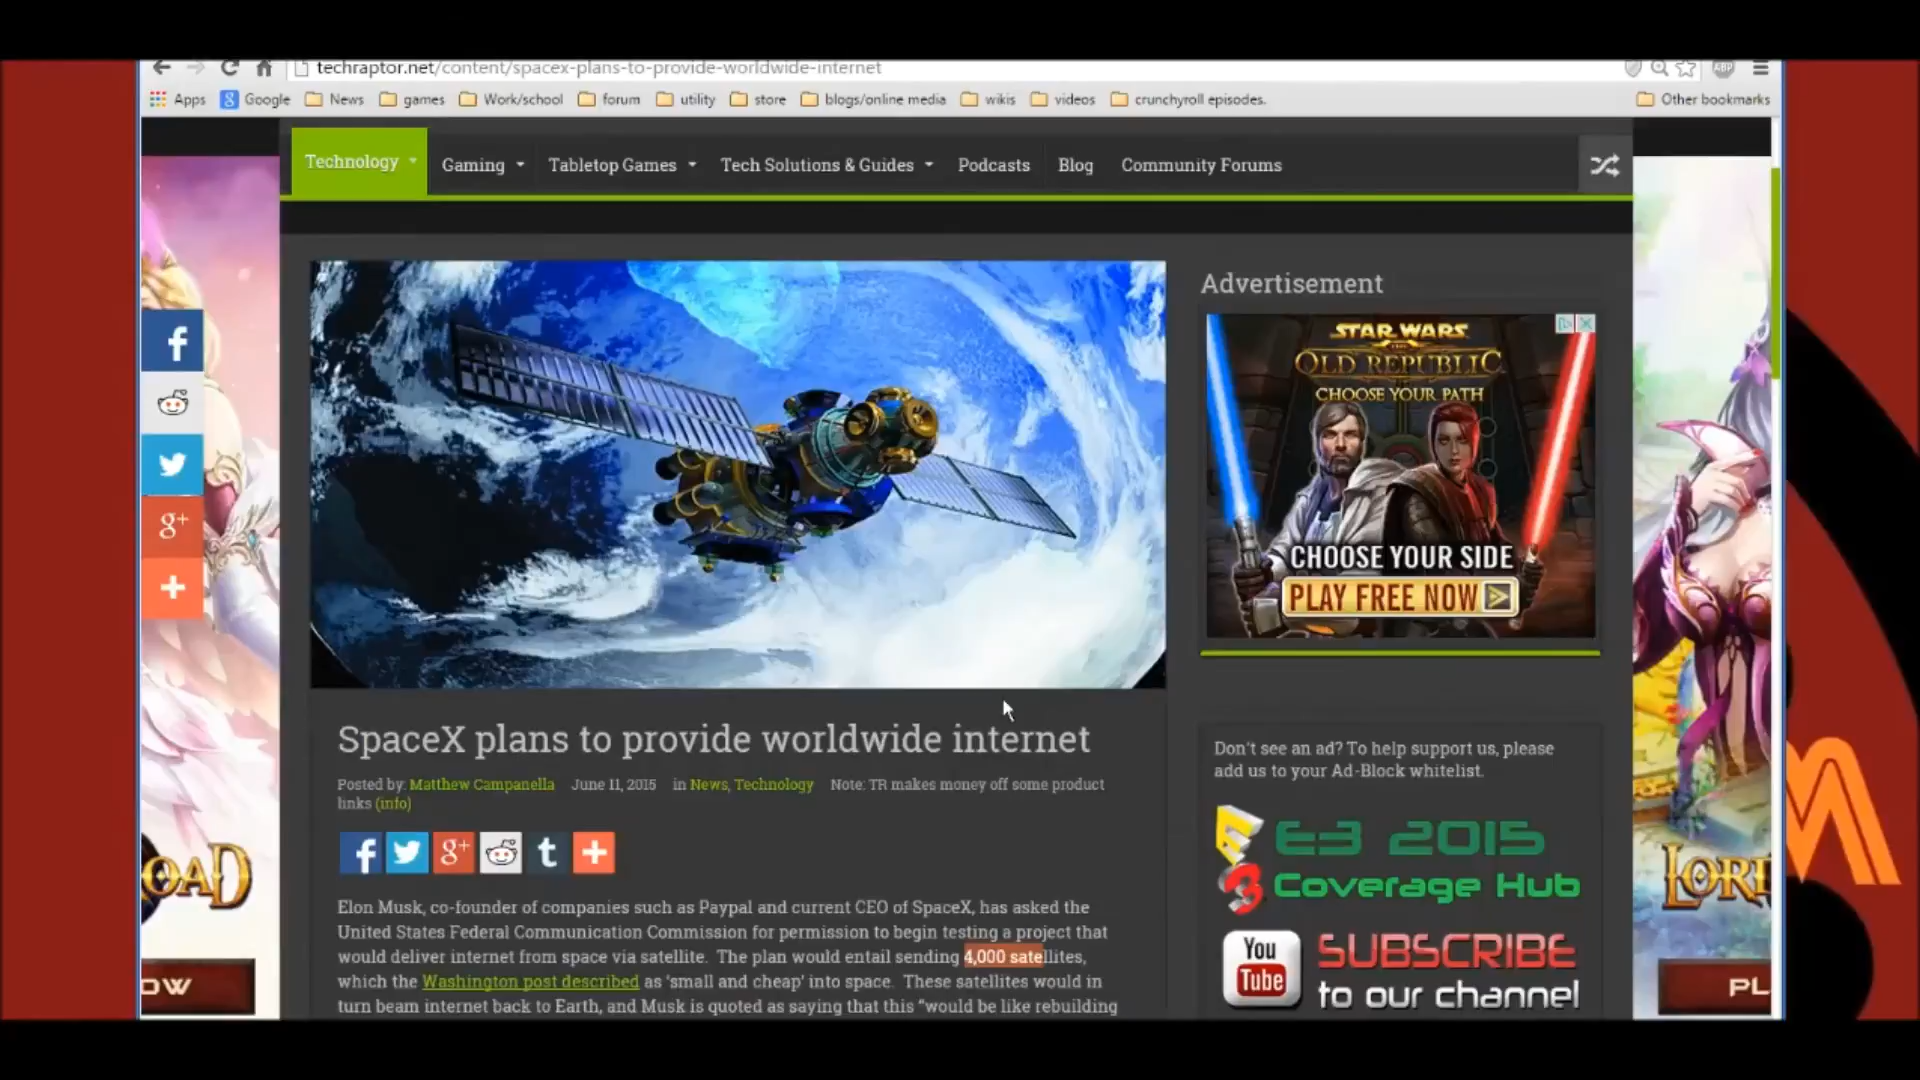 techraptor.net/content/spacex-plans-to-provide-worldwide-internet
ABP
Apps Google News games Work/school forum utility store blogs/online media wikis videos crunchyroll episodes. Other bookmarks
Technology Gaming Tabletop Games Tech Solutions & Guides Podcasts Blog Community Forums
Advertisement
STAR WARS
THE
OLD REPUBLIC
CHOOSE YOUR PATH
CHOOSE YOUR SIDE
PLAY FREE NOW
SpaceX plans to provide worldwide internet
Posted by: Matthew Campanella June 11, 2015 in News, Technology Note: TR makes money off some product
links (info)
Elon Musk, co-founder of companies such as Paypal and current CEO of SpaceX, has asked the
United States Federal Communication Commission for permission to begin testing a project that
would deliver internet from space via satellite. The plan would entail sending 4,000 satellites,
which the Washington post described as 'small and cheap' into space. These satellites would in
turn beam internet back to Earth, and Musk is quoted as saying that this "would be like rebuilding
Don't see an ad? To help support us, please
add us to your Ad-Block whitelist.
E3 E3 2015
Coverage Hub
You
Tube
SUBSCRIBE
to our channel
OAD
OW
LORD
PL